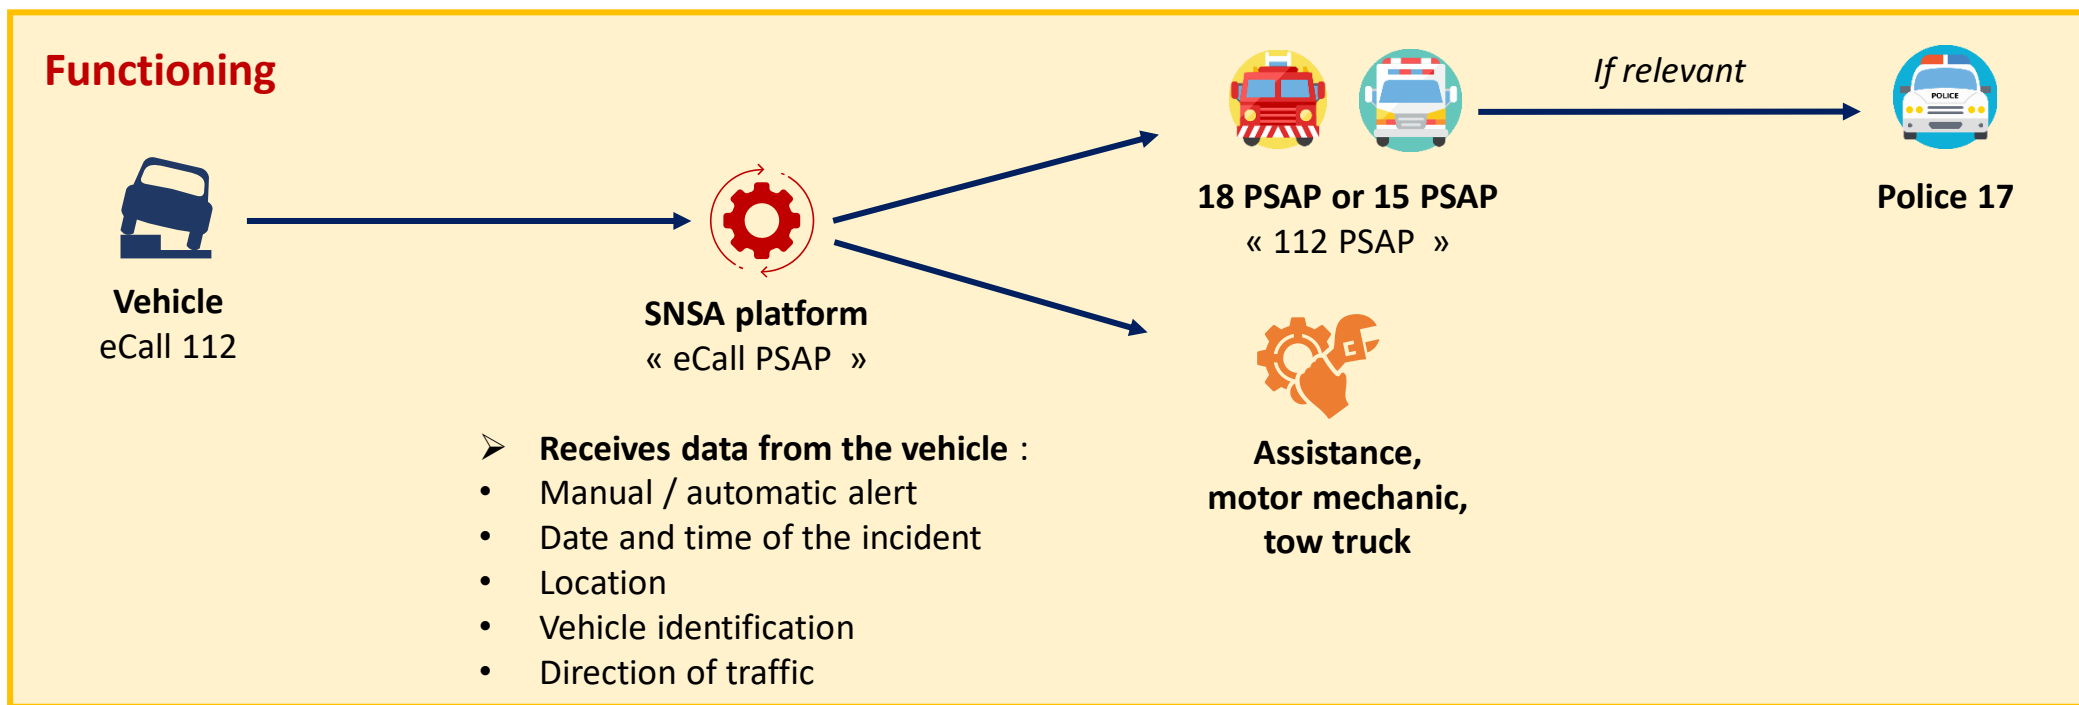 Functioning
If relevant
POLICE
18 PSAP or 15 PSAP
« 112 PSAP »
Police 17
Vehicle
eCall 112
SNSA platform
« eCall PSAP »
➢ Receives data from the vehicle :
• Manual / automatic alert
• Date and time of the incident
• Location
• Vehicle identification
• Direction of traffic
Assistance,
motor mechanic,
tow truck